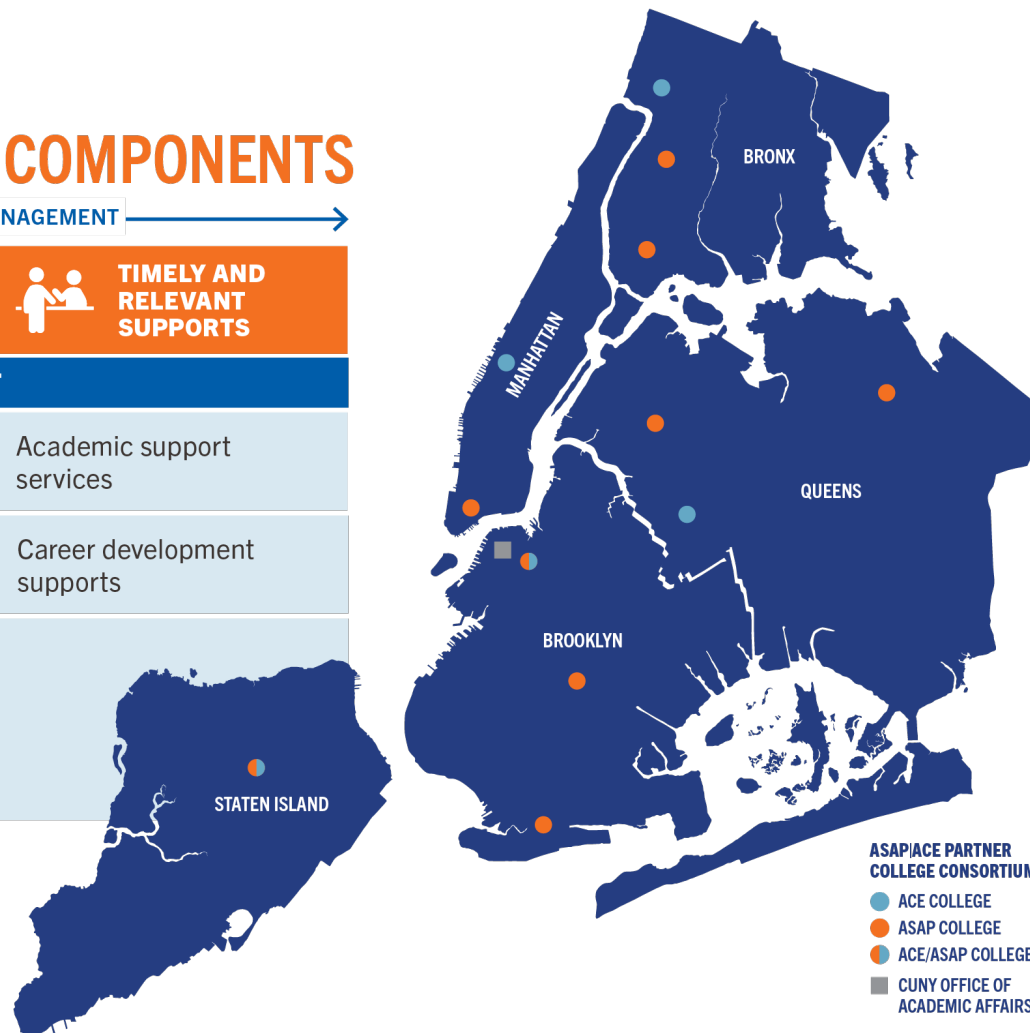 COMPONENTS
NAGEMENT
TIMELY AND
RELEVANT
SUPPORTS
Academic support
services
Career development
supports
BRONX
MANHATTAN
QUEENS
BROOKLYN
STATEN ISLAND
ASAP|ACE PARTNER
COLLEGE CONSORTIUM
ACE COLLEGE
ASAP COLLEGE
ACE/ASAP COLLEGE
CUNY OFFICE OF
ACADEMIC AFFAIRS